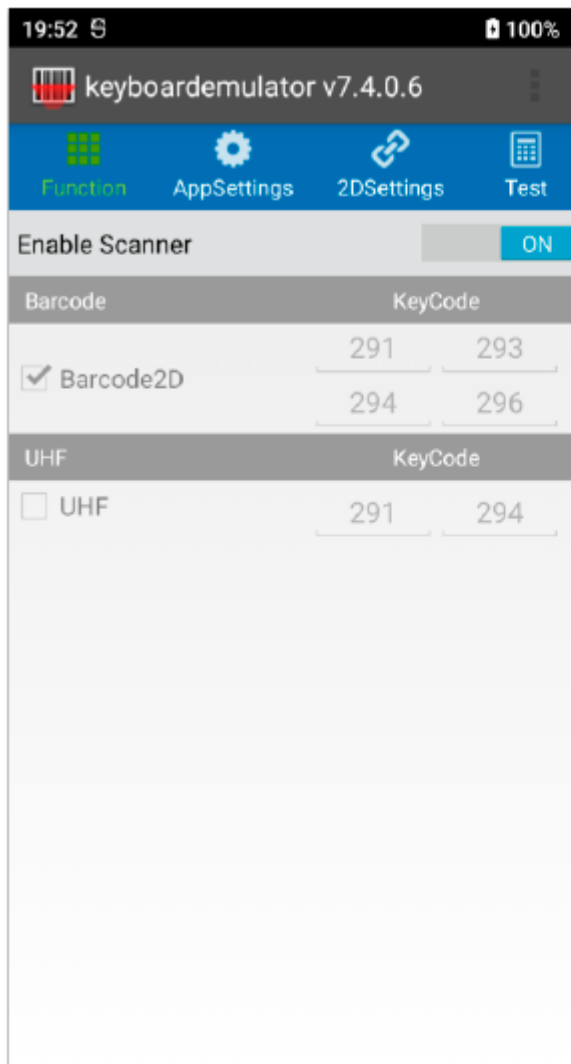 19:52 100%
keyboardemulator v7.4.0.6
Function AppSettings 2DSettings Test
Enable Scanner ON
Barcode KeyCode
Barcode2D 291 293
294 296
UHF KeyCode
UHF 291 294